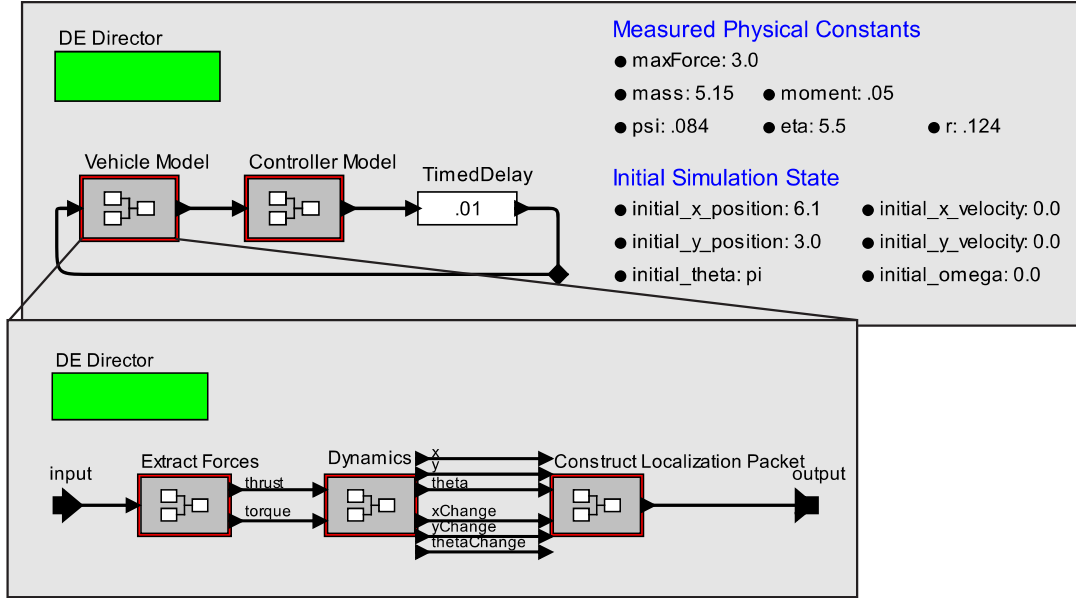 DE Director
Measured Physical Constants
maxForce: 3.0
mass: 5.15 moment: .05
psi: .084 eta: 5.5 r: .124
Vehicle Model Controller Model TimedDelay
.01
Initial Simulation State
initial_x_position: 6.1 initial_x_velocity: 0.0
initial_y_position: 3.0 initial_y_velocity: 0.0
initial_theta: pi initial_omega: 0.0
DE Director
input Extract Forces Dynamics Construct Localization Packet output
thrust
torque
x
y
theta
xChange
yChange
thetaChange